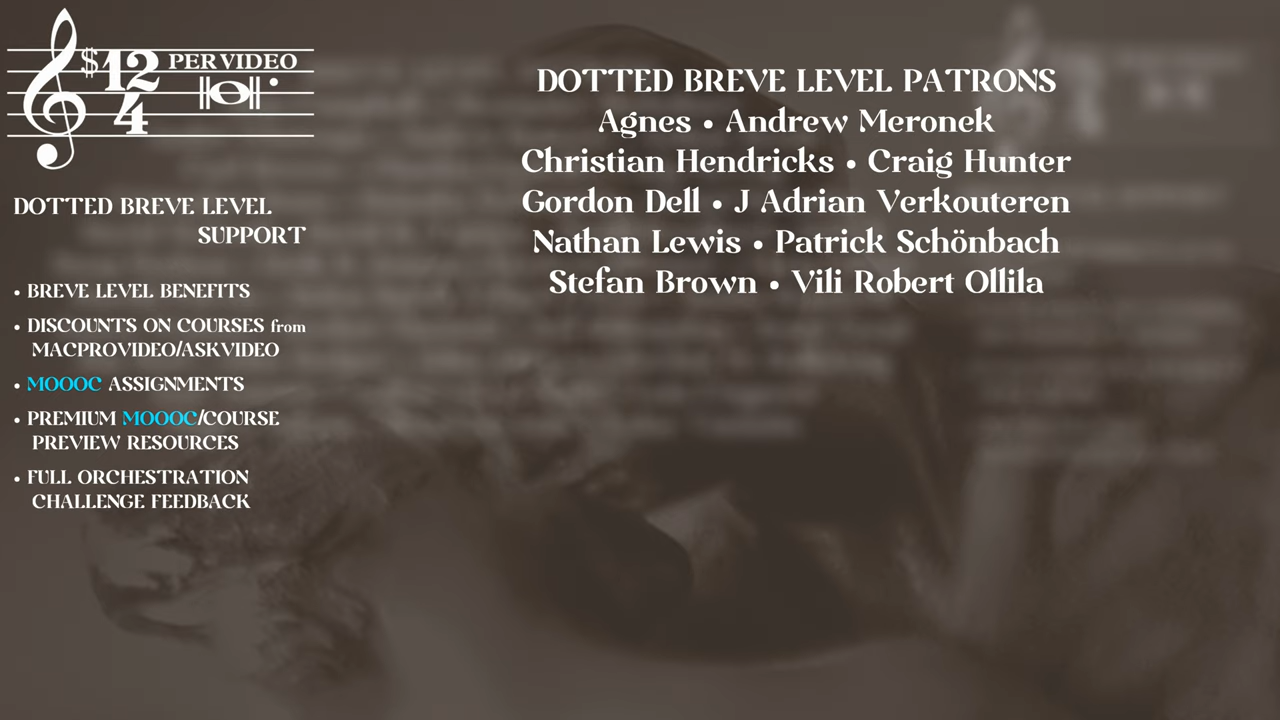 $12 PER VIDEO
4
DOTTED BREVE LEVEL
SUPPORT
• BREVE LEVEL BENEFITS
• DISCOUNTS ON COURSES from
MACPROVIDEO/ASKVIDEO
• MOOOC ASSIGNMENTS
• PREMIUM MOOOC/COURSE
PREVIEW RESOURCES
• FULL ORCHESTRATION
CHALLENGE FEEDBACK
DOTTED BREVE LEVEL PATRONS
Agnes • Andrew Meronek
Christian Hendricks • Craig Hunter
Gordon Dell • J Adrian Verkouteren
Nathan Lewis • Patrick Schönbach
Stefan Brown • Vili Robert Ollila